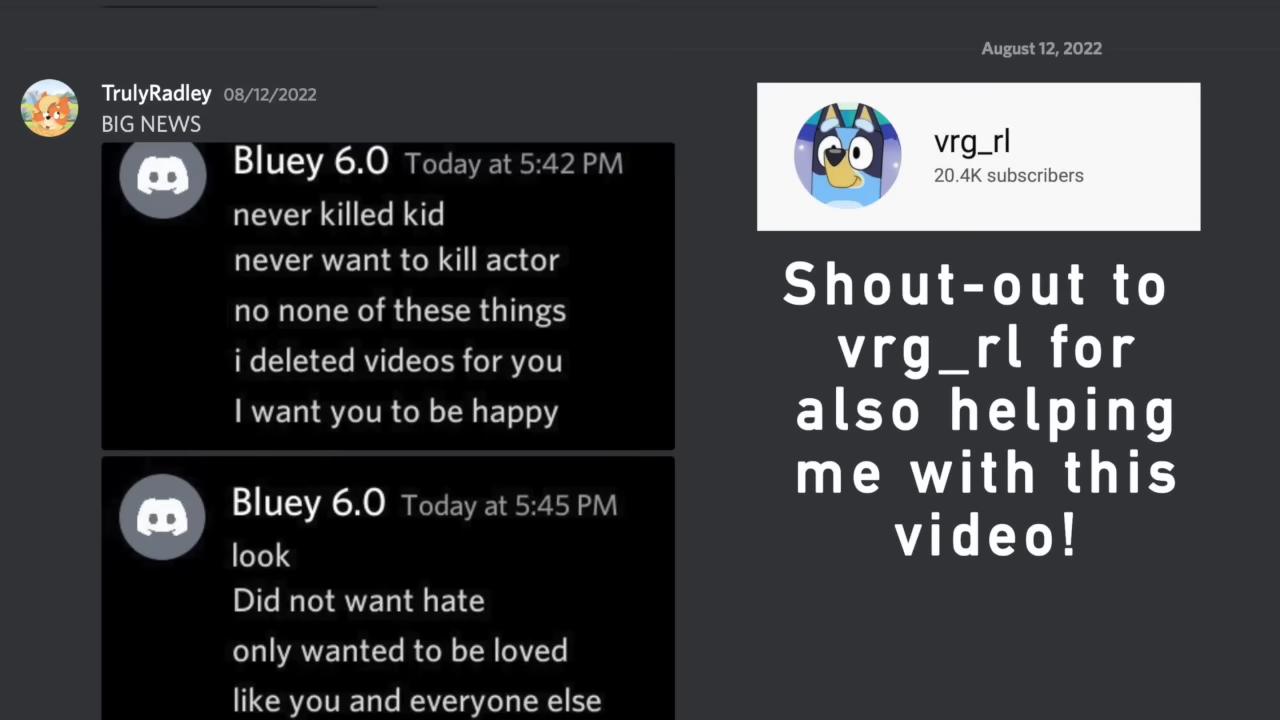 August 12, 2022
TrulyRadley 08/12/2022
BIG NEWS
Bluey 6.0 Today at 5:42 PM
never killed kid
never want to kill actor
no none of these things
i deleted videos for you
I want you to be happy
Bluey 6.0 Today at 5:45 PM
look
Did not want hate
only wanted to be loved
like you and everyone else
vrg_rl
20.4K subscribers
Shout-out to
vrg_rl for
also helping
me with this
video!